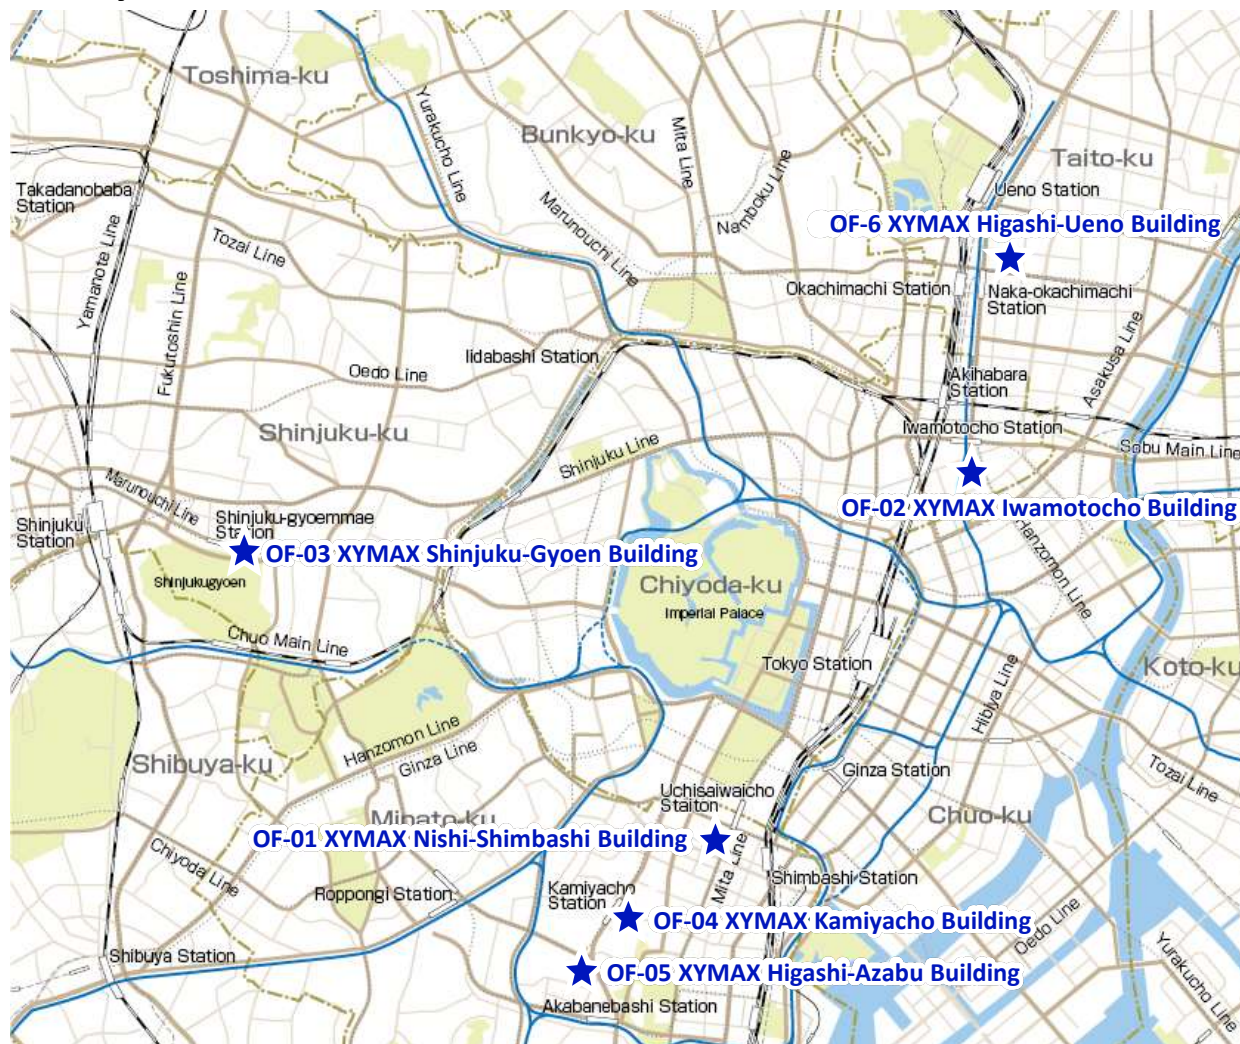 Toshima-ku
Bunkyo-ku
Taito-ku
Yurakucho Line
Mita Line
Namboku Line
Takadanobaba
Station
Ueno Station
Marunouchi Line
OF-6 XYMAX Higashi-Ueno Building
Tozai Line
Yamanote Line
Fukutoshin Line
Okachimachi Station
Naka-okachimachi
Station
Iidabashi Station
Oedo Line
Asakusa Line
Akihabara
Station
Shinjuku-ku
Shinjuku Line
Iwamotocho Station
Sobu Main Line
Marunouchi Line
Shinjuku
Station
Shinjuku-gyoemmae
Station
OF-02 XYMAX Iwamotocho Building
OF-03 XYMAX Shinjuku-Gyoen Building
Hanzomon Line
Shinjukugyoen
Chiyoda-ku
Imperial Palace
Chuo Main Line
Tokyo Station
Koto-ku
Hibiya Line
Hanzomon Line
Ginza Line
Shibuya-ku
Ginza Station
Tozai Line
Uchisaiwaicho
Staiton
Minato-ku
Chuo-ku
OF-01 XYMAX Nishi-Shimbashi Building
Mita Line
Chiyoda Line
Roppongi Station
Kamiyacho
Station
Shimbashi Station
OF-04 XYMAX Kamiyacho Building
Oedo Line
Shibuya Station
OF-05 XYMAX Higashi-Azabu Building
Yurakucho Line
Akabanebashi Station